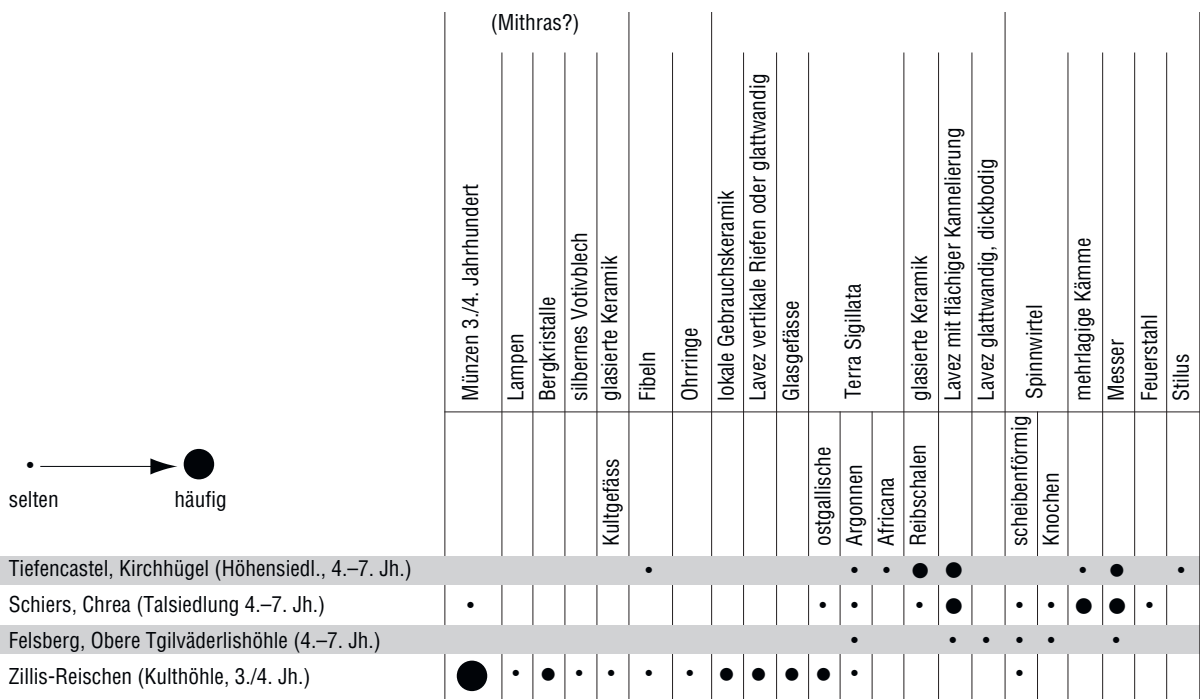 (Mithras?)
Münzen 3./4. Jahrhundert
Lampen
Bergkristalle
silbernes Votivblech
glasierte Keramik
Fibeln
Ohrringe
lokale Gebrauchskeramik
Lavez vertikale Riefen oder glattwandig
Glasgefässe
Terra Sigillata
glasierte Keramik
Lavez mit flächiger Kannelierung
Lavez glattwandig, dickbodig
Spinnwirtel
mehrlagige Kämme
Messer
Feuerstahl
Stilus
selten
häufig
Kultgefäss
ostgallische
Argonnen
Africana
Reibschalen
scheibenförmig
Knochen
Tiefencastel, Kirchhügel (Höhensiedl., 4.–7. Jh.)
Schiers, Chrea (Talsiedlung 4.–7. Jh.)
Felsberg, Obere Tgilväderlishöhle (4.–7. Jh.)
Zillis-Reischen (Kulthöhle, 3./4. Jh.)